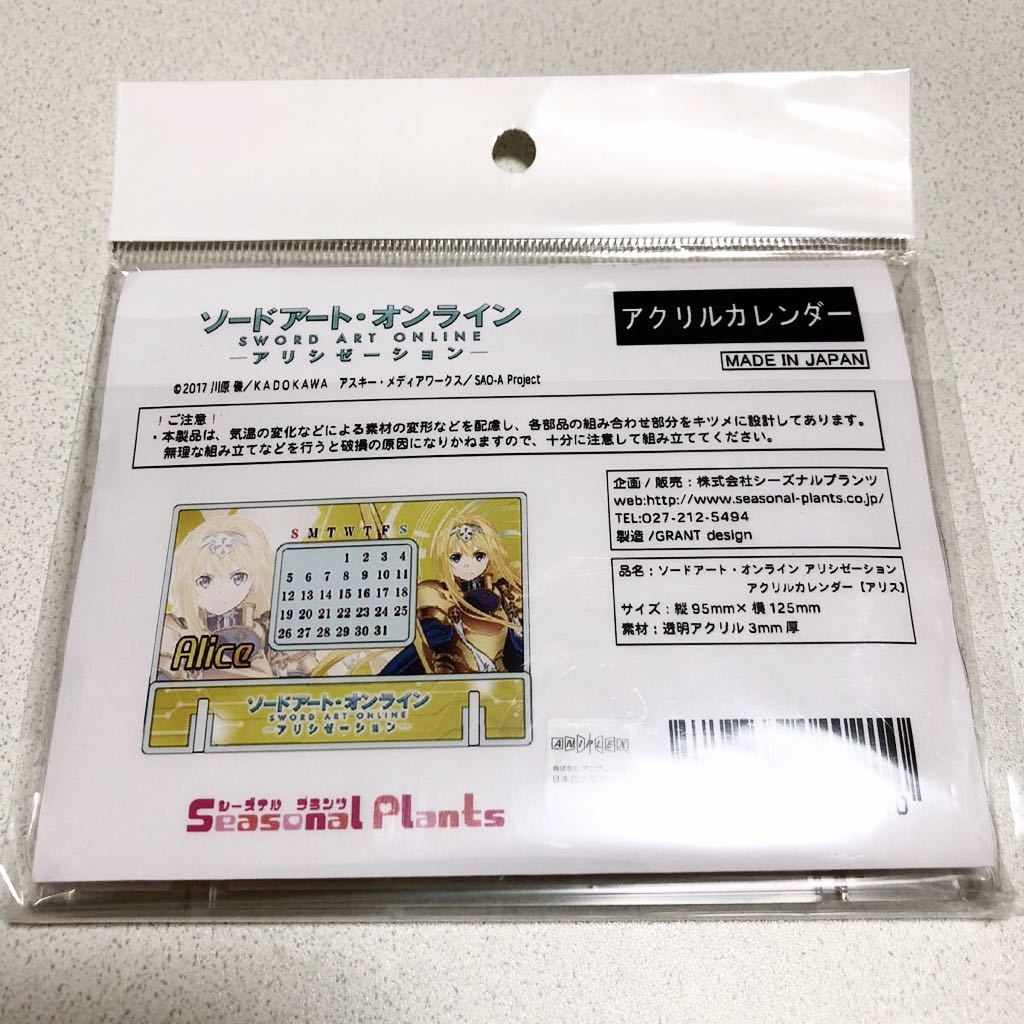 ソードアート・オンライン
SWORD ART ONLINE
アリシゼーション
アクリルカレンダー
MADE IN JAPAN
©2017 川原 礫/KADOKAWA アスキー・メディアワークス/SAO-A Project
！ご注意！
・本製品は、気温の変化などによる素材の変形などを配慮し、各部品の組み合わせ部分をキツメに設計してあります。
無理な組み立てなどを行うと破損の原因になりかねますので、十分に注意して組み立ててください。
企画/販売：株式会社シーズナルプランツ
web:http://www.seasonal-plants.co.jp/
TEL:027-212-5494
製造/GRANT design
品名：ソードアート・オンライン アリシゼーション
アクリルカレンダー【アリス】
サイズ：縦95mm×横125mm
素材：透明アクリル3mm厚
S M T W T F S
1 2 3 4
5 6 7 8 9 10 11
12 13 14 15 16 17 18
19 20 21 22 23 24 25
26 27 28 29 30 31
Alice
ソードアート・オンライン
SWORD ART ONLINE
アリシゼーション
ANIPLEX
0
シーズナル プランツ
Seasonal Plants